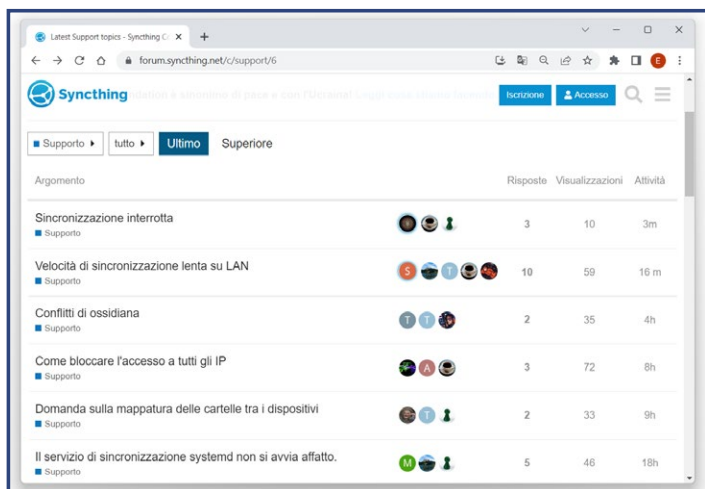 Latest Support topics - Syncthing C
forum.syncthing.net/c/support/6
E
Syncthing
Iscrizione
Accesso
Supporto
tutto
Ultimo
Superiore
Argomento Risposte Visualizzazioni Attività
Sincronizzazione interrotta 3 10 3m
Supporto
Velocità di sincronizzazione lenta su LAN S T 10 59 16 m
Supporto
Conflitti di ossidiana T T 2 35 4h
Supporto
Come bloccare l'accesso a tutti gli IP A 3 72 8h
Supporto
Domanda sulla mappatura delle cartelle tra i dispositivi T 2 33 9h
Supporto
Il servizio di sincronizzazione systemd non si avvia affatto. M 5 46 18h
Supporto